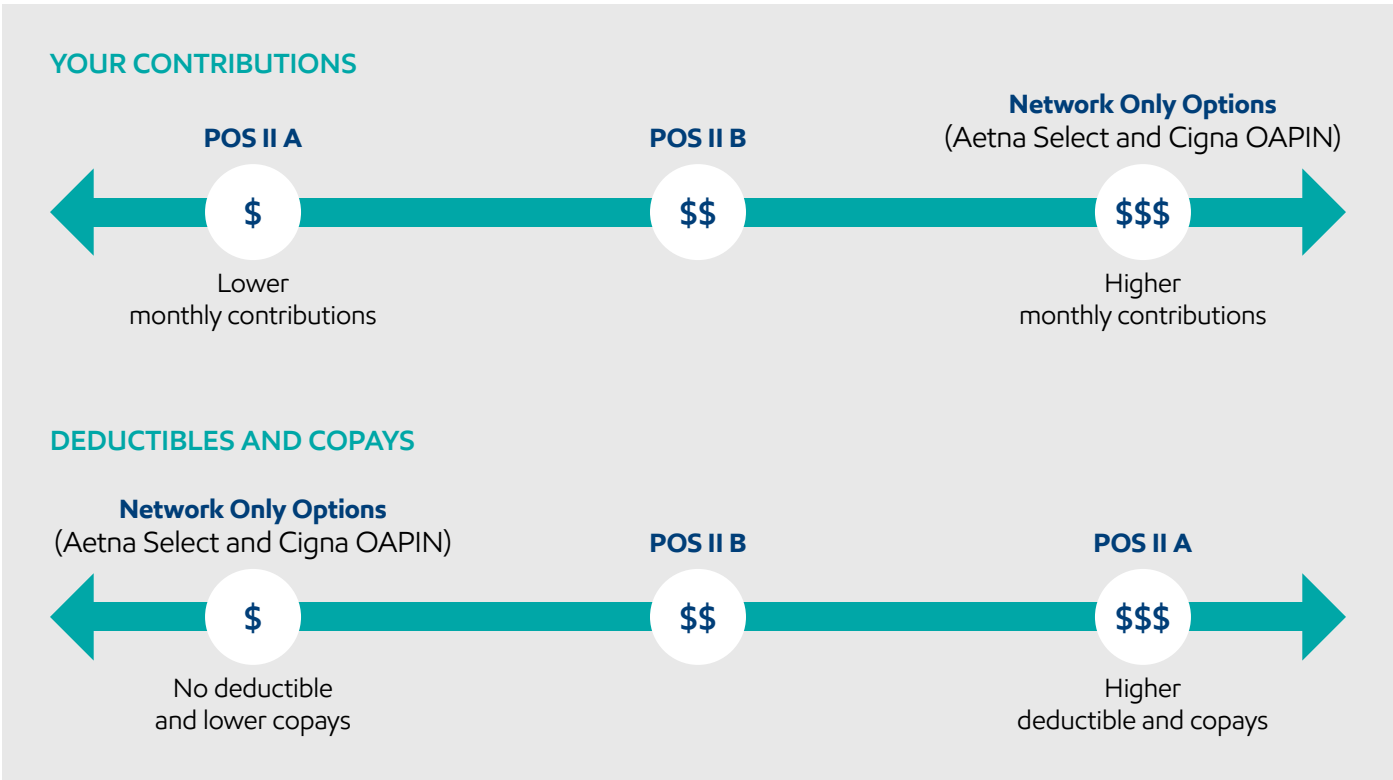 YOUR CONTRIBUTIONS
POS II A
POS II B
Network Only Options
(Aetna Select and Cigna OAPIN)
$
$$
$$$
Lower
monthly contributions
Higher
monthly contributions
DEDUCTIBLES AND COPAYS
Network Only Options
(Aetna Select and Cigna OAPIN)
POS II B
POS II A
$
$$
$$$
No deductible
and lower copays
Higher
deductible and copays